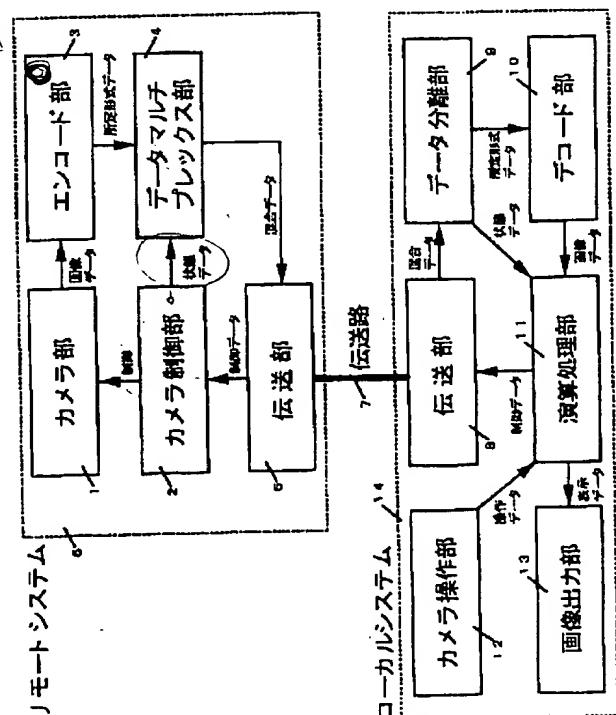 リモートシステム
6
カメラ部
1
画像データ
エンコード部
3
制御
所定形式データ
カメラ制御部
2
状態データ
データマルチ
プレックス部
4
制御データ
混合データ
伝送部
5
伝送路
7
ローカルシステム
14
伝送部
8
混合データ
データ分離部
9
カメラ操作部
12
操作
データ
制御データ
状態
データ
所定形式
データ
演算処理部
11
画像
データ
デコード部
10
表示
データ
画像出力部
13